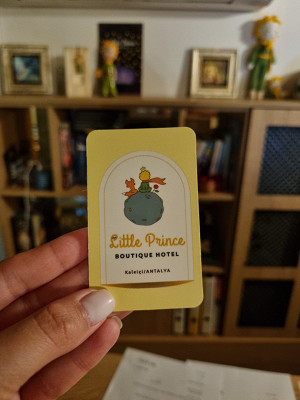 Little Prince
BOUTIQUE HOTEL
Kaleiçi/ANTALYA